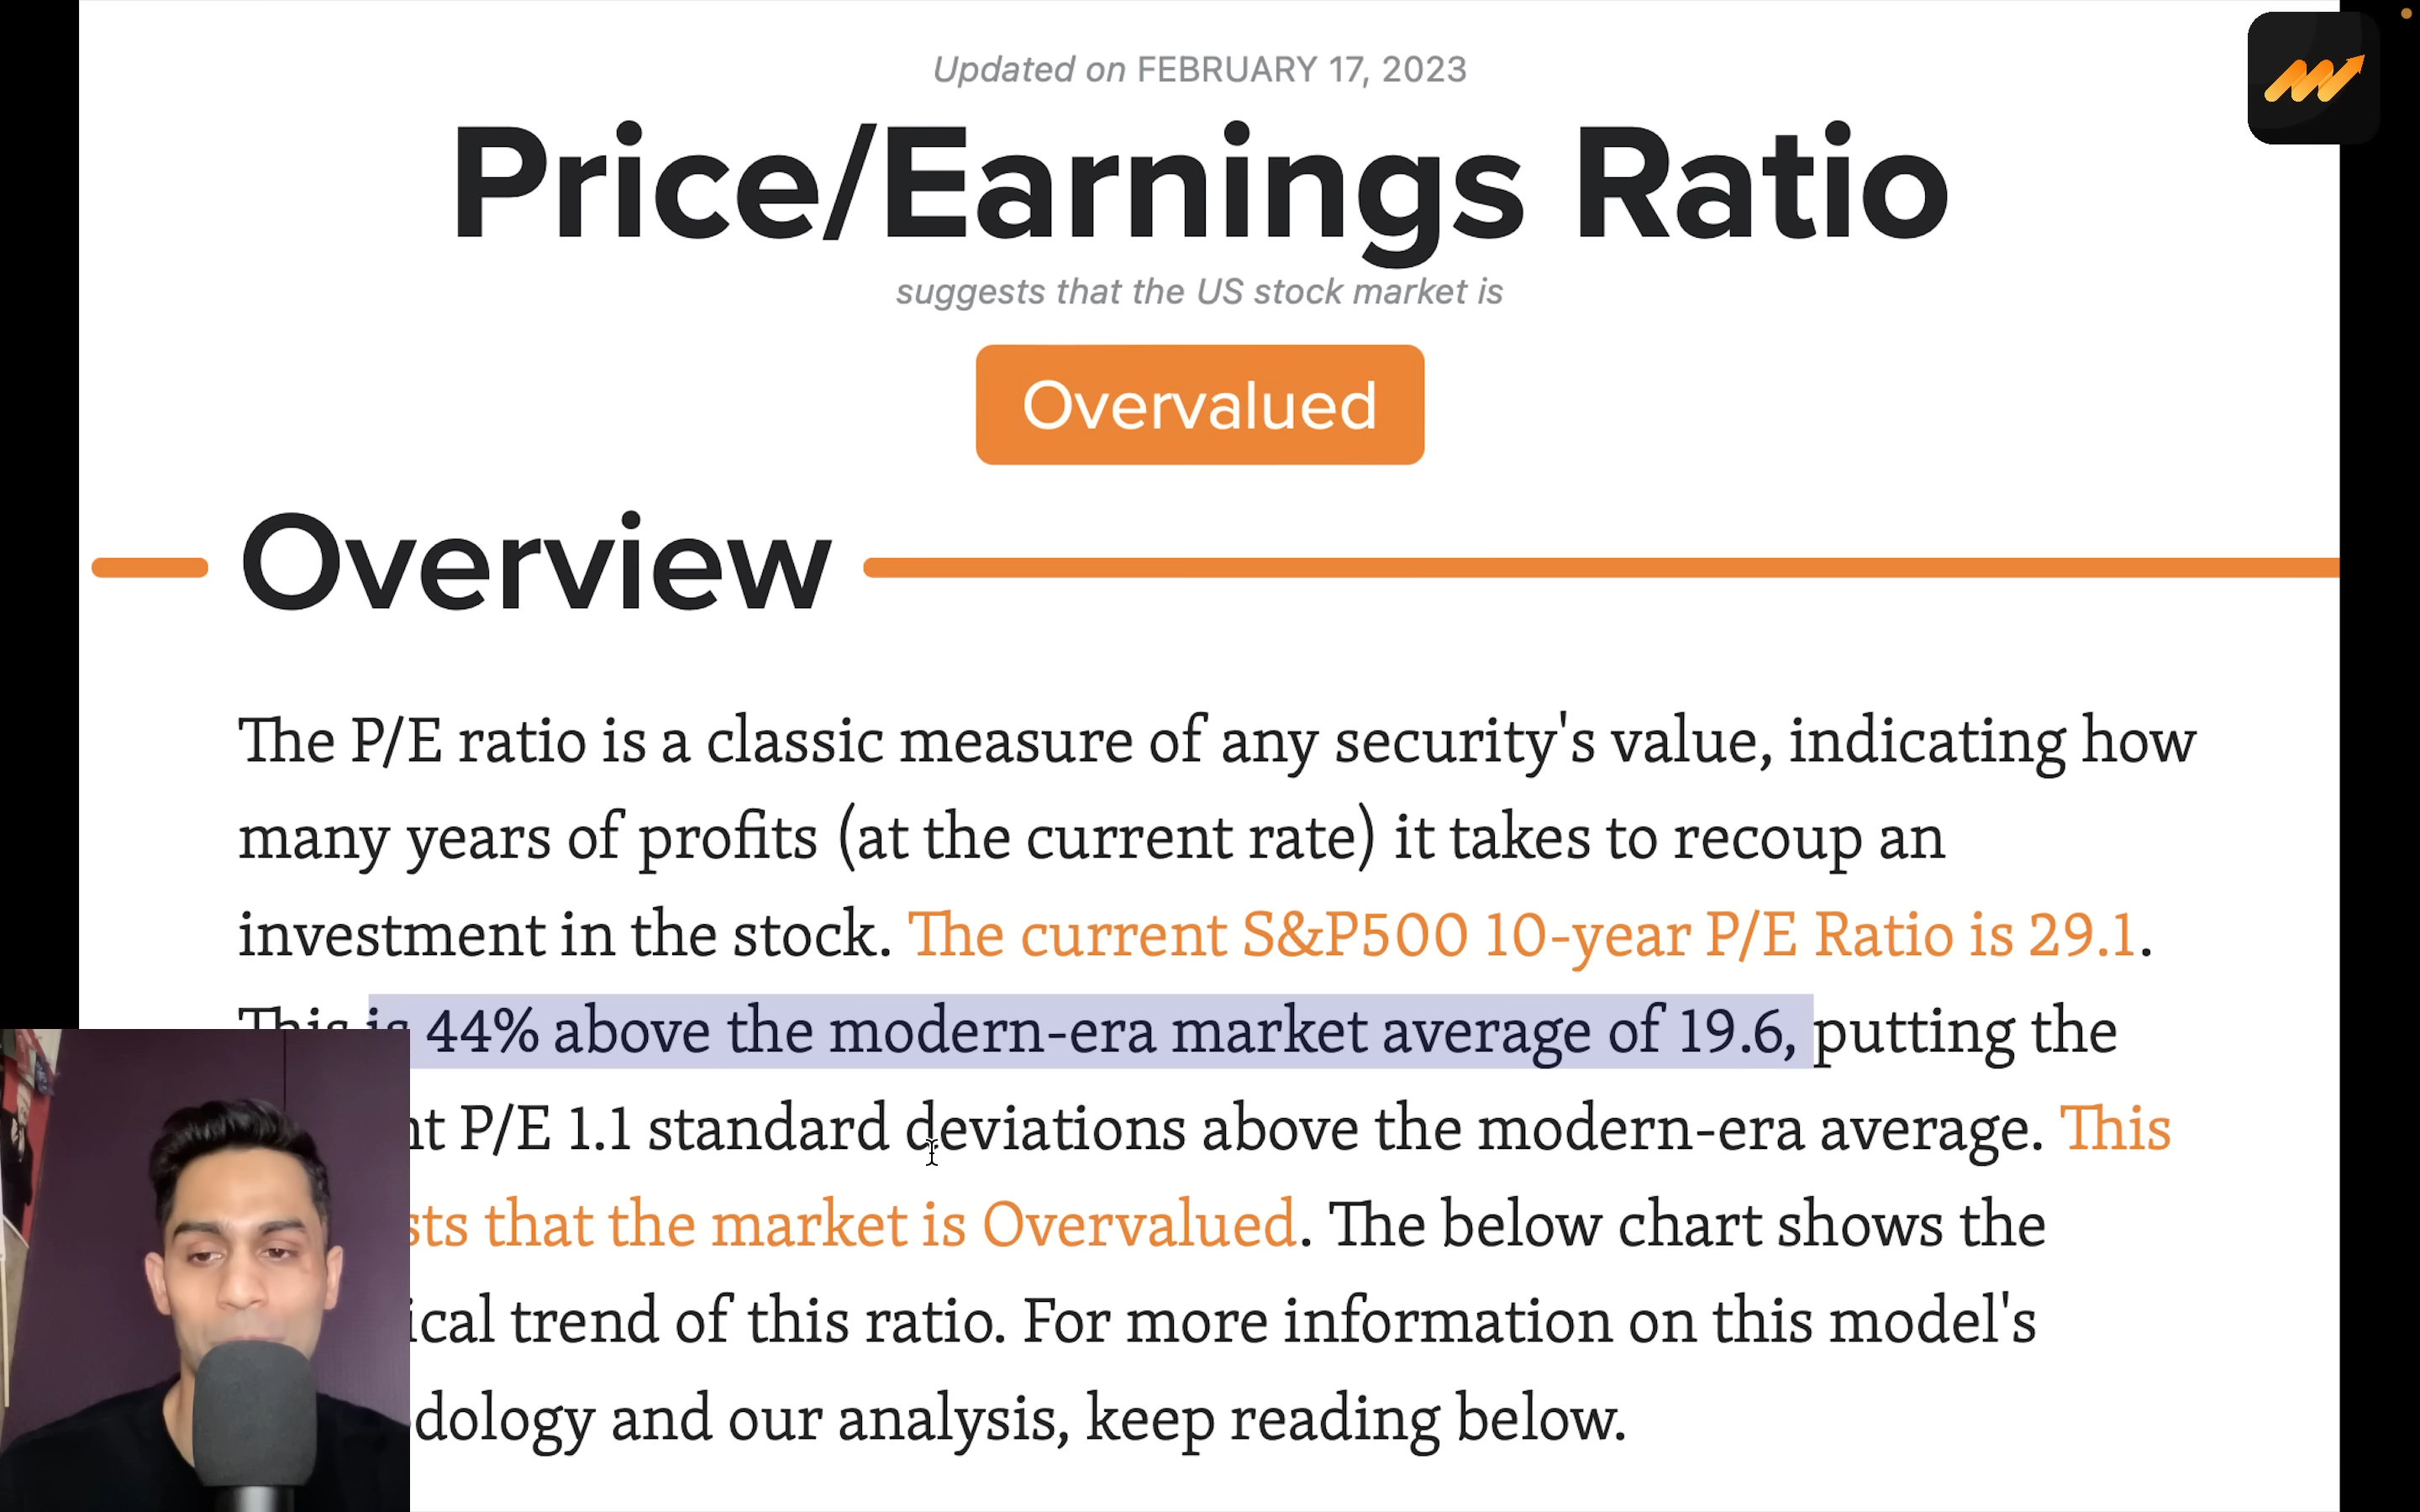 Updated on FEBRUARY 17, 2023
Price/Earnings Ratio
suggests that the US stock market is
Overvalued
Overview
The P/E ratio is a classic measure of any security's value, indicating how
many years of profits (at the current rate) it takes to recoup an
investment in the stock. The current S&P500 10-year P/E Ratio is 29.1.
This is 44% above the modern-era market average of 19.6, putting the
P/E 1.1 standard deviations above the modern-era average. This
that the market is Overvalued. The below chart shows the
trend of this ratio. For more information on this model's
and our analysis, keep reading below.